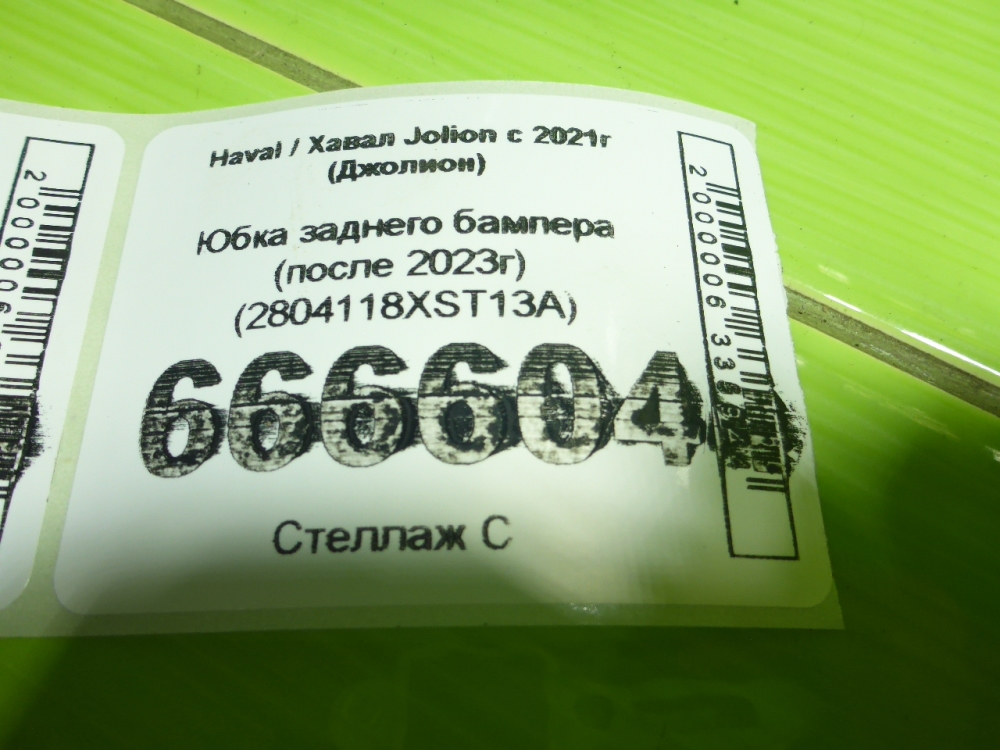 Haval / Хавал Jolion с 2021г
(Джолион)
Юбка заднего бампера
(после 2023г)
(2804118XST13A)
666604
Стеллаж С